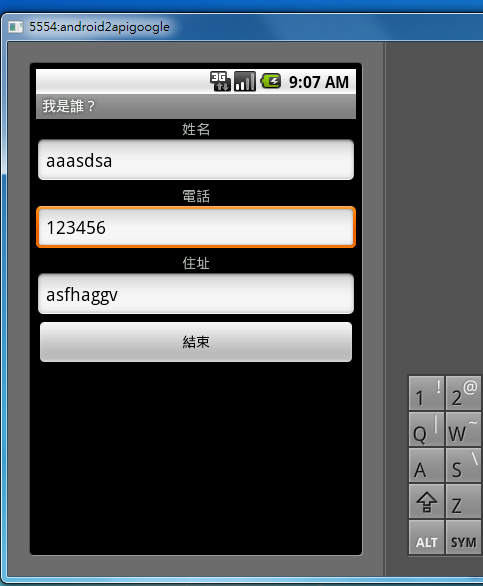 5554:android2apigoogle
3G 9:07 AM
我是誰？
姓名
aaasdsa
電話
123456
住址
asfhaggv
結束
1 ! 2 @
Q | W ~
A S \
Z
ALT SYM